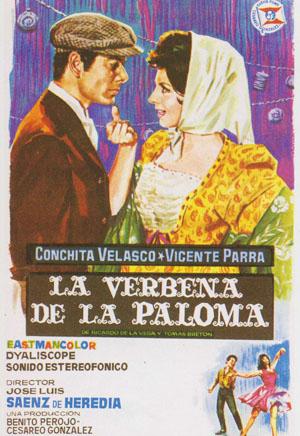 CONCHITA VELASCO * VICENTE PARRA
LA VERBENA
DE LA PALOMA
DE RICARDO DE LA VEGA Y TOMAS BRETON
EASTMANCOLOR
DYALISCOPE
SONIDO ESTEREOFONICO
DIRECTOR
JOSE LUIS
SAENZ DE HEREDIA
UNA PRODUCCION
BENITO PEROJO-
CESAREO GONZALEZ